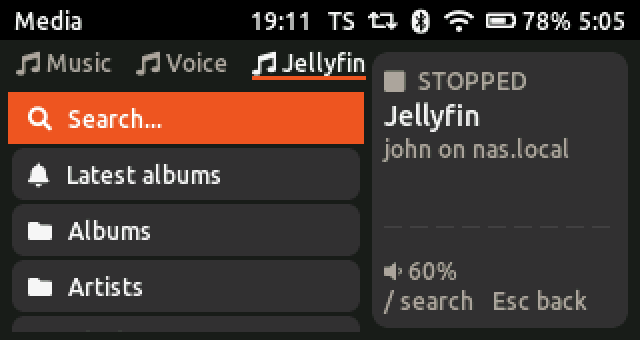 Media 19:11 TS 78% 5:05
Music Voice Jellyfin
Search...
Latest albums
Albums
Artists
STOPPED
Jellyfin
john on nas.local
60%
/ search Esc back